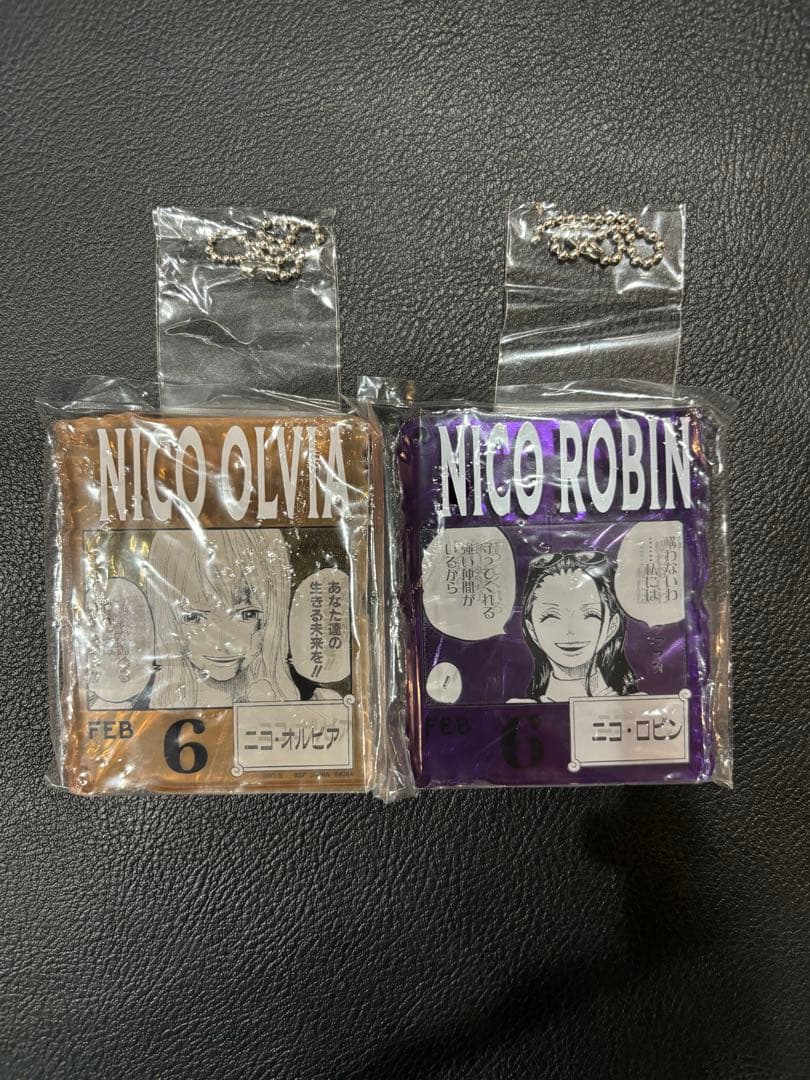 NICO OLVIA
あなた達の
生きる未来を!!
FEB
6
ニコ・オルビア
NICO ROBIN
構わないわ
……私には
守ってくれる
強い仲間が
いるから
!
FEB
6
ニコ・ロビン